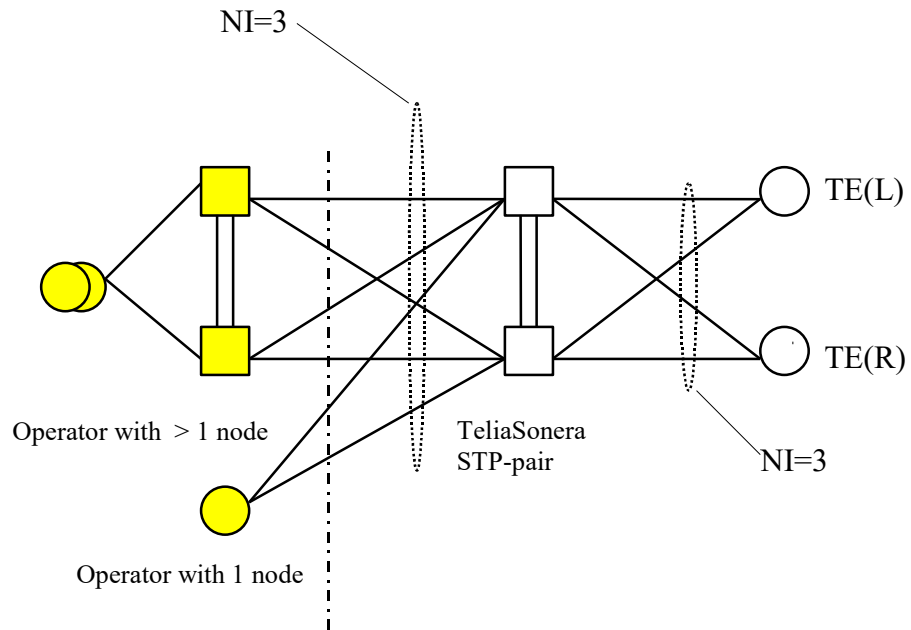 NI=3
TE(L)
TE(R)
Operator with > 1 node
TeliaSonera
STP-pair
NI=3
Operator with 1 node